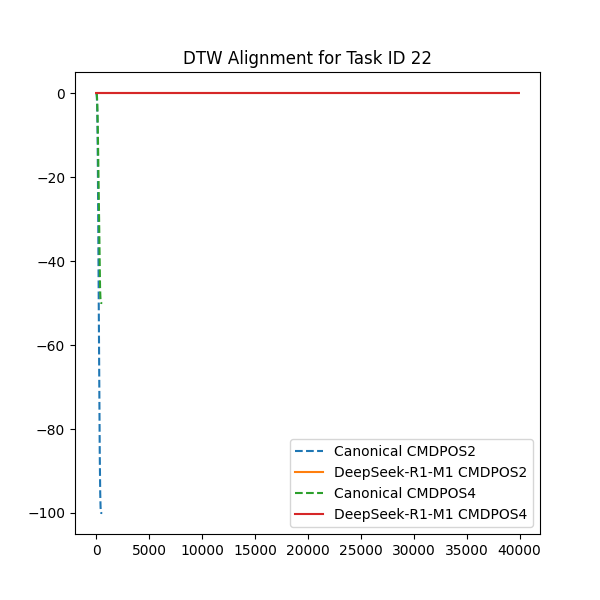 DTW Alignment for Task ID 22
0
−20
−40
−60
−80
−100
Canonical CMDPOS2
DeepSeek-R1-M1 CMDPOS2
Canonical CMDPOS4
DeepSeek-R1-M1 CMDPOS4
0 5000 10000 15000 20000 25000 30000 35000 40000